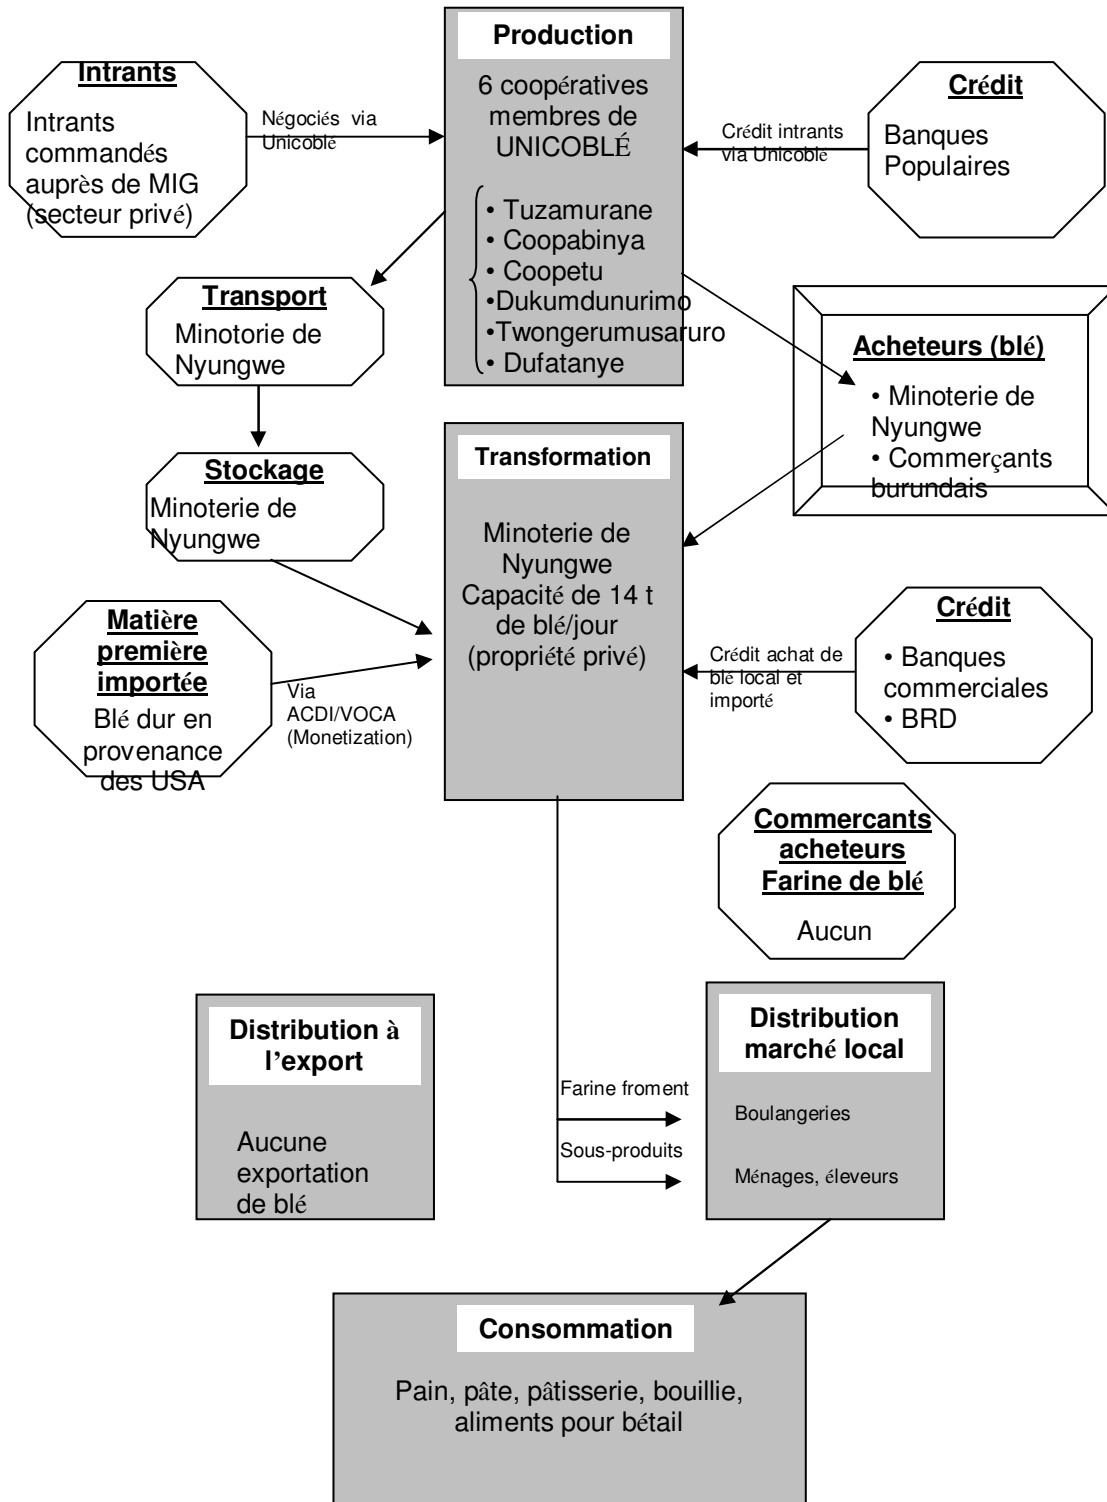 Production
6 coopératives
membres de
UNICOBLÉ
• Tuzamurane
• Coopabinya
• Coopetu
•Dukumdunurimo
•Twongerumusaruro
• Dufatanye
Intrants
Intrants
commandés
auprès de MIG
(secteur privé)
Négociés via
Unicoblé
Crédit
Banques
Populaires
Crédit intrants
via Unicoblé
Transport
Minotorie de
Nyungwe
Acheteurs (blé)
• Minoterie de
Nyungwe
• Commerçants
burundais
Stockage
Minoterie de
Nyungwe
Transformation
Minoterie de
Nyungwe
Capacité de 14 t
de blé/jour
(propriété privé)
Matière
première
importée
Blé dur en
provenance
des USA
Via
ACDI/VOCA
(Monetization)
Crédit achat de
blé local et
importé
Crédit
• Banques
commerciales
• BRD
Commercants
acheteurs
Farine de blé
Aucun
Distribution à
l’export
Aucune
exportation
de blé
Farine froment
Sous-produits
Distribution
marché local
Boulangeries
Ménages, éleveurs
Consommation
Pain, pâte, pâtisserie, bouillie,
aliments pour bétail